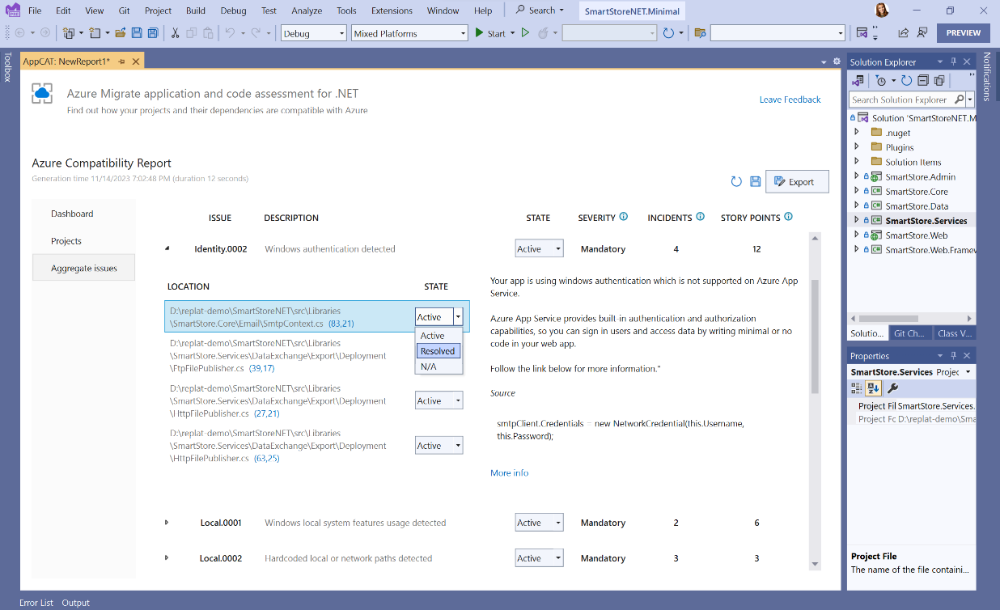 File Edit View Git Project Build Debug Test Analyze Tools Extensions Window Help Search SmartStoreNET.Minimal
Debug Mixed Platforms Start PREVIEW
Toolbox
AppCAT: NewReport1*
Azure Migrate application and code assessment for .NET
Find out how your projects and their dependencies are compatible with Azure
Leave Feedback
Azure Compatibility Report
Generation time 11/14/2023 7:02:48 PM (duration 12 seconds)
Export
Dashboard
Projects
Aggregate issues
ISSUE DESCRIPTION STATE SEVERITY INCIDENTS STORY POINTS
Identity.0002 Windows authentication detected Active Mandatory 4 12
LOCATION STATE
D:\replat-demo\SmartStoreNET\src\Libraries
\SmartStore.Core\Email\SmtpContext.cs (83,21)
Active
Active
Resolved
N/A
D:\replat-demo\SmartStoreNET\src\Libraries
\SmartStore.Services\DataExchange\Export\Deployment
\FtpFilePublisher.cs (39,17)
D:\replat-demo\SmartStoreNET\src\Libraries
\SmartStore.Services\DataExchange\Export\Deployment
\HttpFilePublisher.cs (27,21)
Active
D:\replat-demo\SmartStoreNET\src\Libraries
\SmartStore.Services\DataExchange\Export\Deployment
\HttpFilePublisher.cs (63,25)
Active
Your app is using windows authentication which is not supported on Azure App
Service.
Azure App Service provides built-in authentication and authorization
capabilities, so you can sign in users and access data by writing minimal or no
code in your web app.
Follow the link below for more information."
Source
smtpClient.Credentials = new NetworkCredential(this.Username,
this.Password);
More info
Local.0001 Windows local system features usage detected Active Mandatory 2 6
Local.0002 Hardcoded local or network paths detected Active Mandatory 3 3
Solution Explorer
Search Solution Explorer
Solution 'SmartStoreNET.M
.nuget
Plugins
Solution Items
SmartStore.Admin
SmartStore.Core
SmartStore.Data
SmartStore.Services
SmartStore.Web
SmartStore.Web.Framew
Solutio... Git Ch... Class V...
Properties
SmartStore.Services Projec
Project Fil SmartStore.Services.
Project Fc D:\replat-demo\Sma
Project File
The name of the file containi...
Notifications
Error List Output